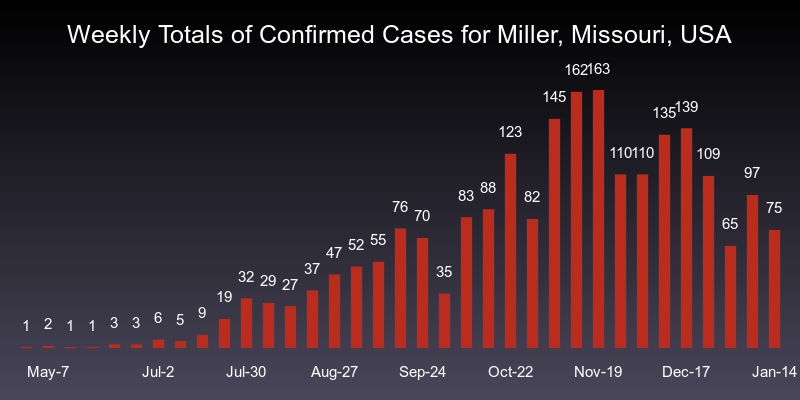 Weekly Totals of Confirmed Cases for Miller, Missouri, USA
1 2 1 1 3 3 6 5 9 19 32 29 27 37 47 52 55 76 70 35 83 88 123 82 145 162 163 110 110 135 139 109 65 97 75
May-7 Jul-2 Jul-30 Aug-27 Sep-24 Oct-22 Nov-19 Dec-17 Jan-14